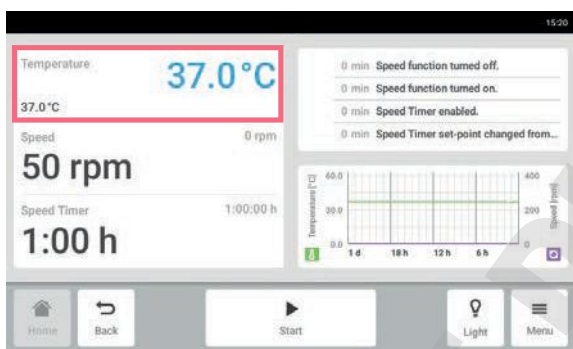 15:20
Temperature
37.0°C
37.0°C
Speed
0 rpm
50 rpm
Speed Timer
1:00:00 h
1:00 h
0 min Speed function turned off.
0 min Speed function turned on.
0 min Speed Timer enabled.
0 min Speed Timer set-point changed from...
Temperature [°C]
60.0
30.0
0.0
1 d 18 h 12 h 6 h
400
200
0
Speed [rpm]
Home
Back
Start
Light
Menu